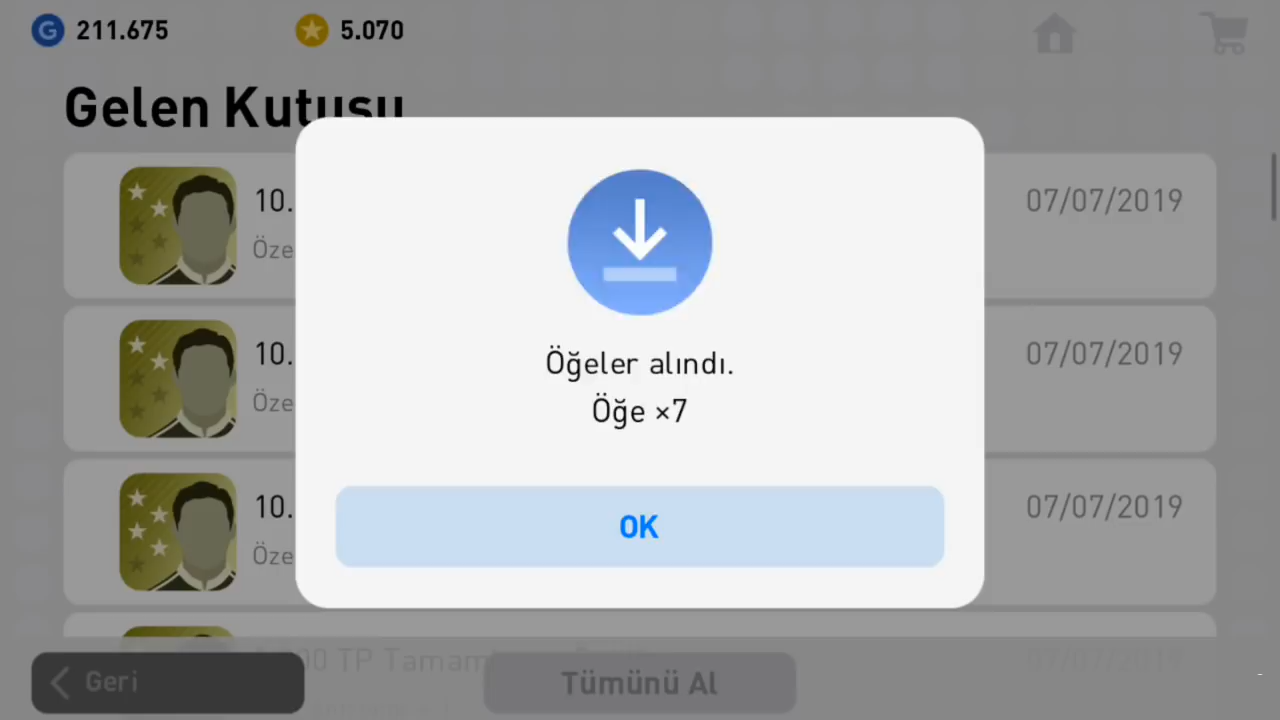 G 211.675 5.070
Gelen Kutusu
10. 07/07/2019
Öze
10. 07/07/2019
Öze
10. 07/07/2019
Öze
Öğeler alındı.
Öğe ×7
OK
TP 07/07/2019
Geri
Tümünü Al